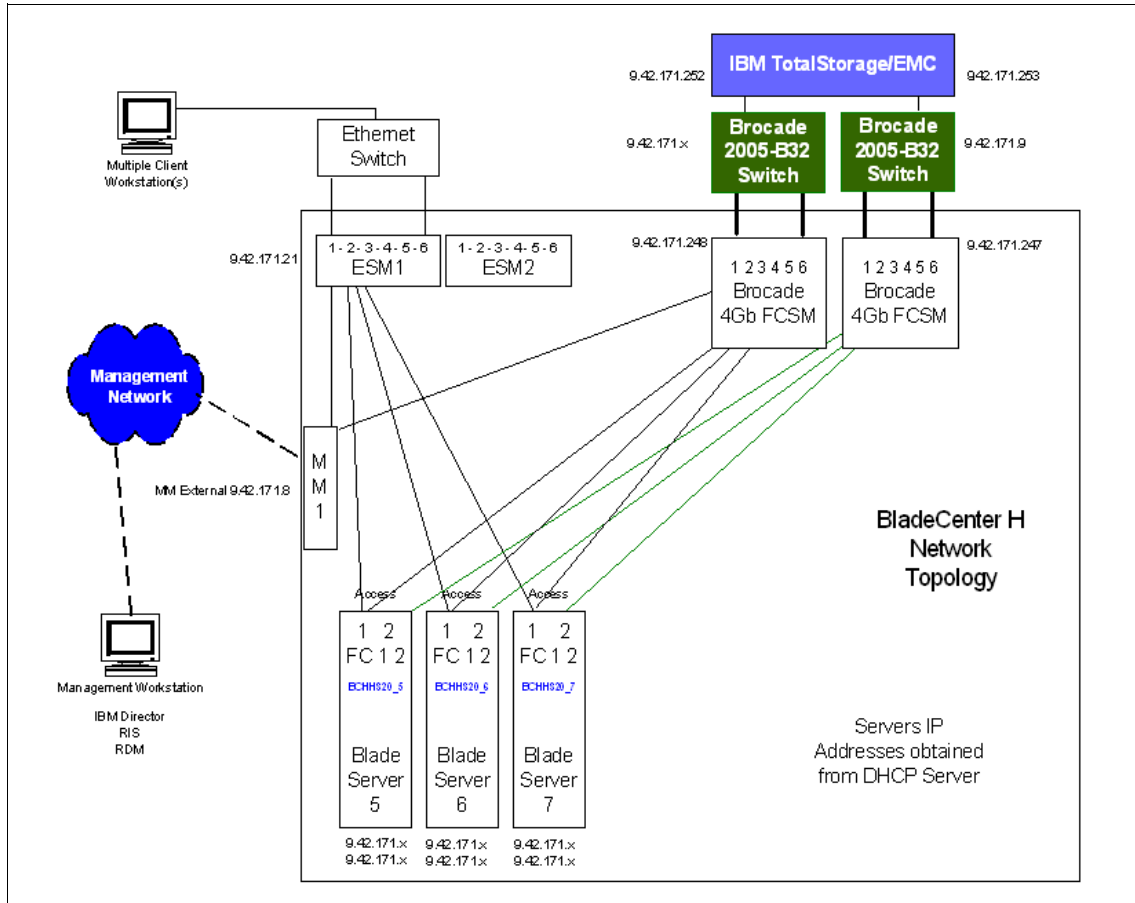 IBM TotalStorage/EMC
9.42.171.252
942.171.253
Brocade
2005-B32
Switch
Brocade
2005-B32
Switch
9.42.171.x
9.42.171.9
Ethernet
Switch
Multiple Client
Workstation(s)
9.42.171.21
1 - 2 - 3 - 4 - 5 - 6
ESM1
1 - 2 - 3 - 4 - 5 - 6
ESM2
9.42.171.248
1 2 3 4 5 6
Brocade
4Gb FCSM
1 2 3 4 5 6
Brocade
4Gb FCSM
9.42.171.247
Management
Network
M
M
1
MM External 9.42.171.8
BladeCenter H
Network
Topology
Access
Access
Access
1 2
FC 1 2
BCHHS20_5
Blade
Server
5
1 2
FC 1 2
BCHHS20_6
Blade
Server
6
1 2
FC 1 2
BCHHS20_7
Blade
Server
7
Management Workstation
IBM Director
RIS
RDM
Servers IP
Addresses obtained
from DHCP Server
9.42.171.x
9.42.171.x
9.42.171.x
9.42.171.x
9.42.171.x
9.42.171.x